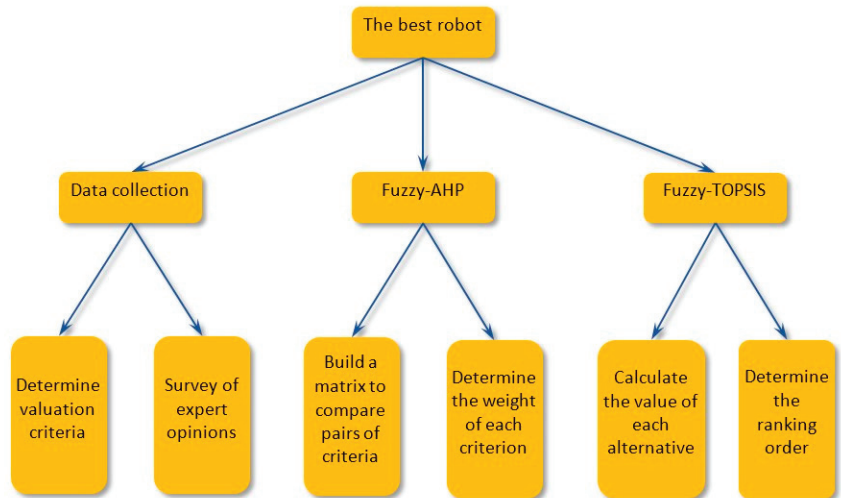 The best robot
Data collection
Fuzzy-AHP
Fuzzy-TOPSIS
Determine
valuation
criteria
Survey of
expert
opinions
Build a
matrix to
compare
pairs of
criteria
Determine
the weight
of each
criterion
Calculate
the value of
each
alternative
Determine
the
ranking
order